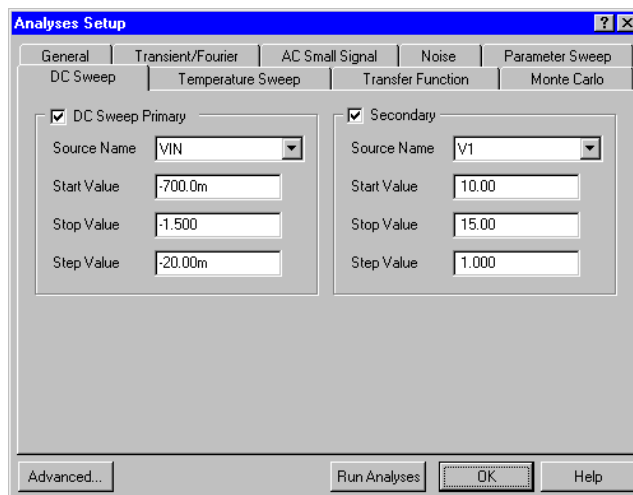 Analyses Setup
General Transient/Fourier AC Small Signal Noise Parameter Sweep
DC Sweep Temperature Sweep Transfer Function Monte Carlo
DC Sweep Primary
Source Name VIN
Start Value -700.0m
Stop Value -1.500
Step Value -20.00m
Secondary
Source Name V1
Start Value 10.00
Stop Value 15.00
Step Value 1.000
Advanced... Run Analyses OK Help